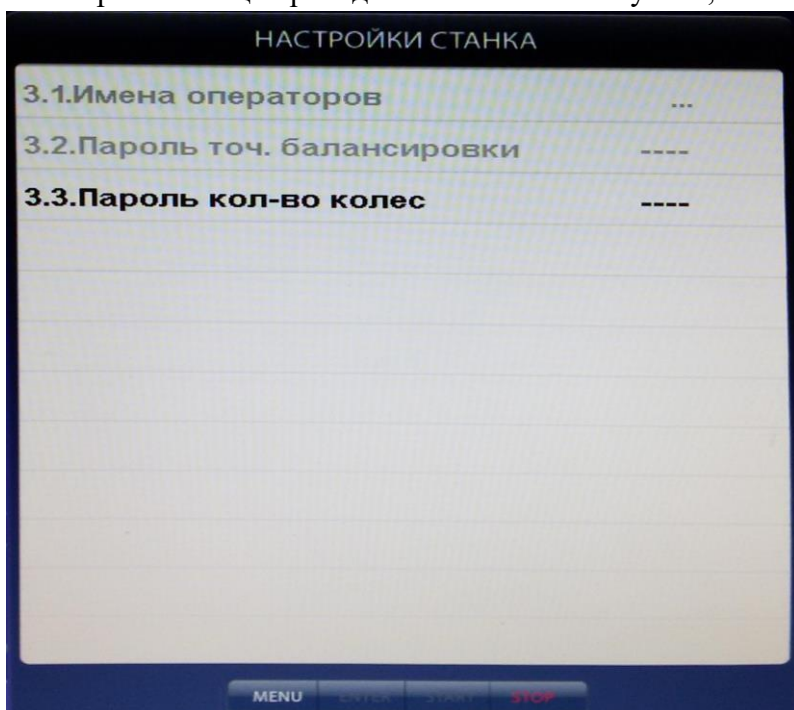 НАСТРОЙКИ СТАНКА
3.1.Имена операторов ...
3.2.Пароль точ. балансировки ----
3.3.Пароль кол-во колес ----
MENU ENTER START STOP